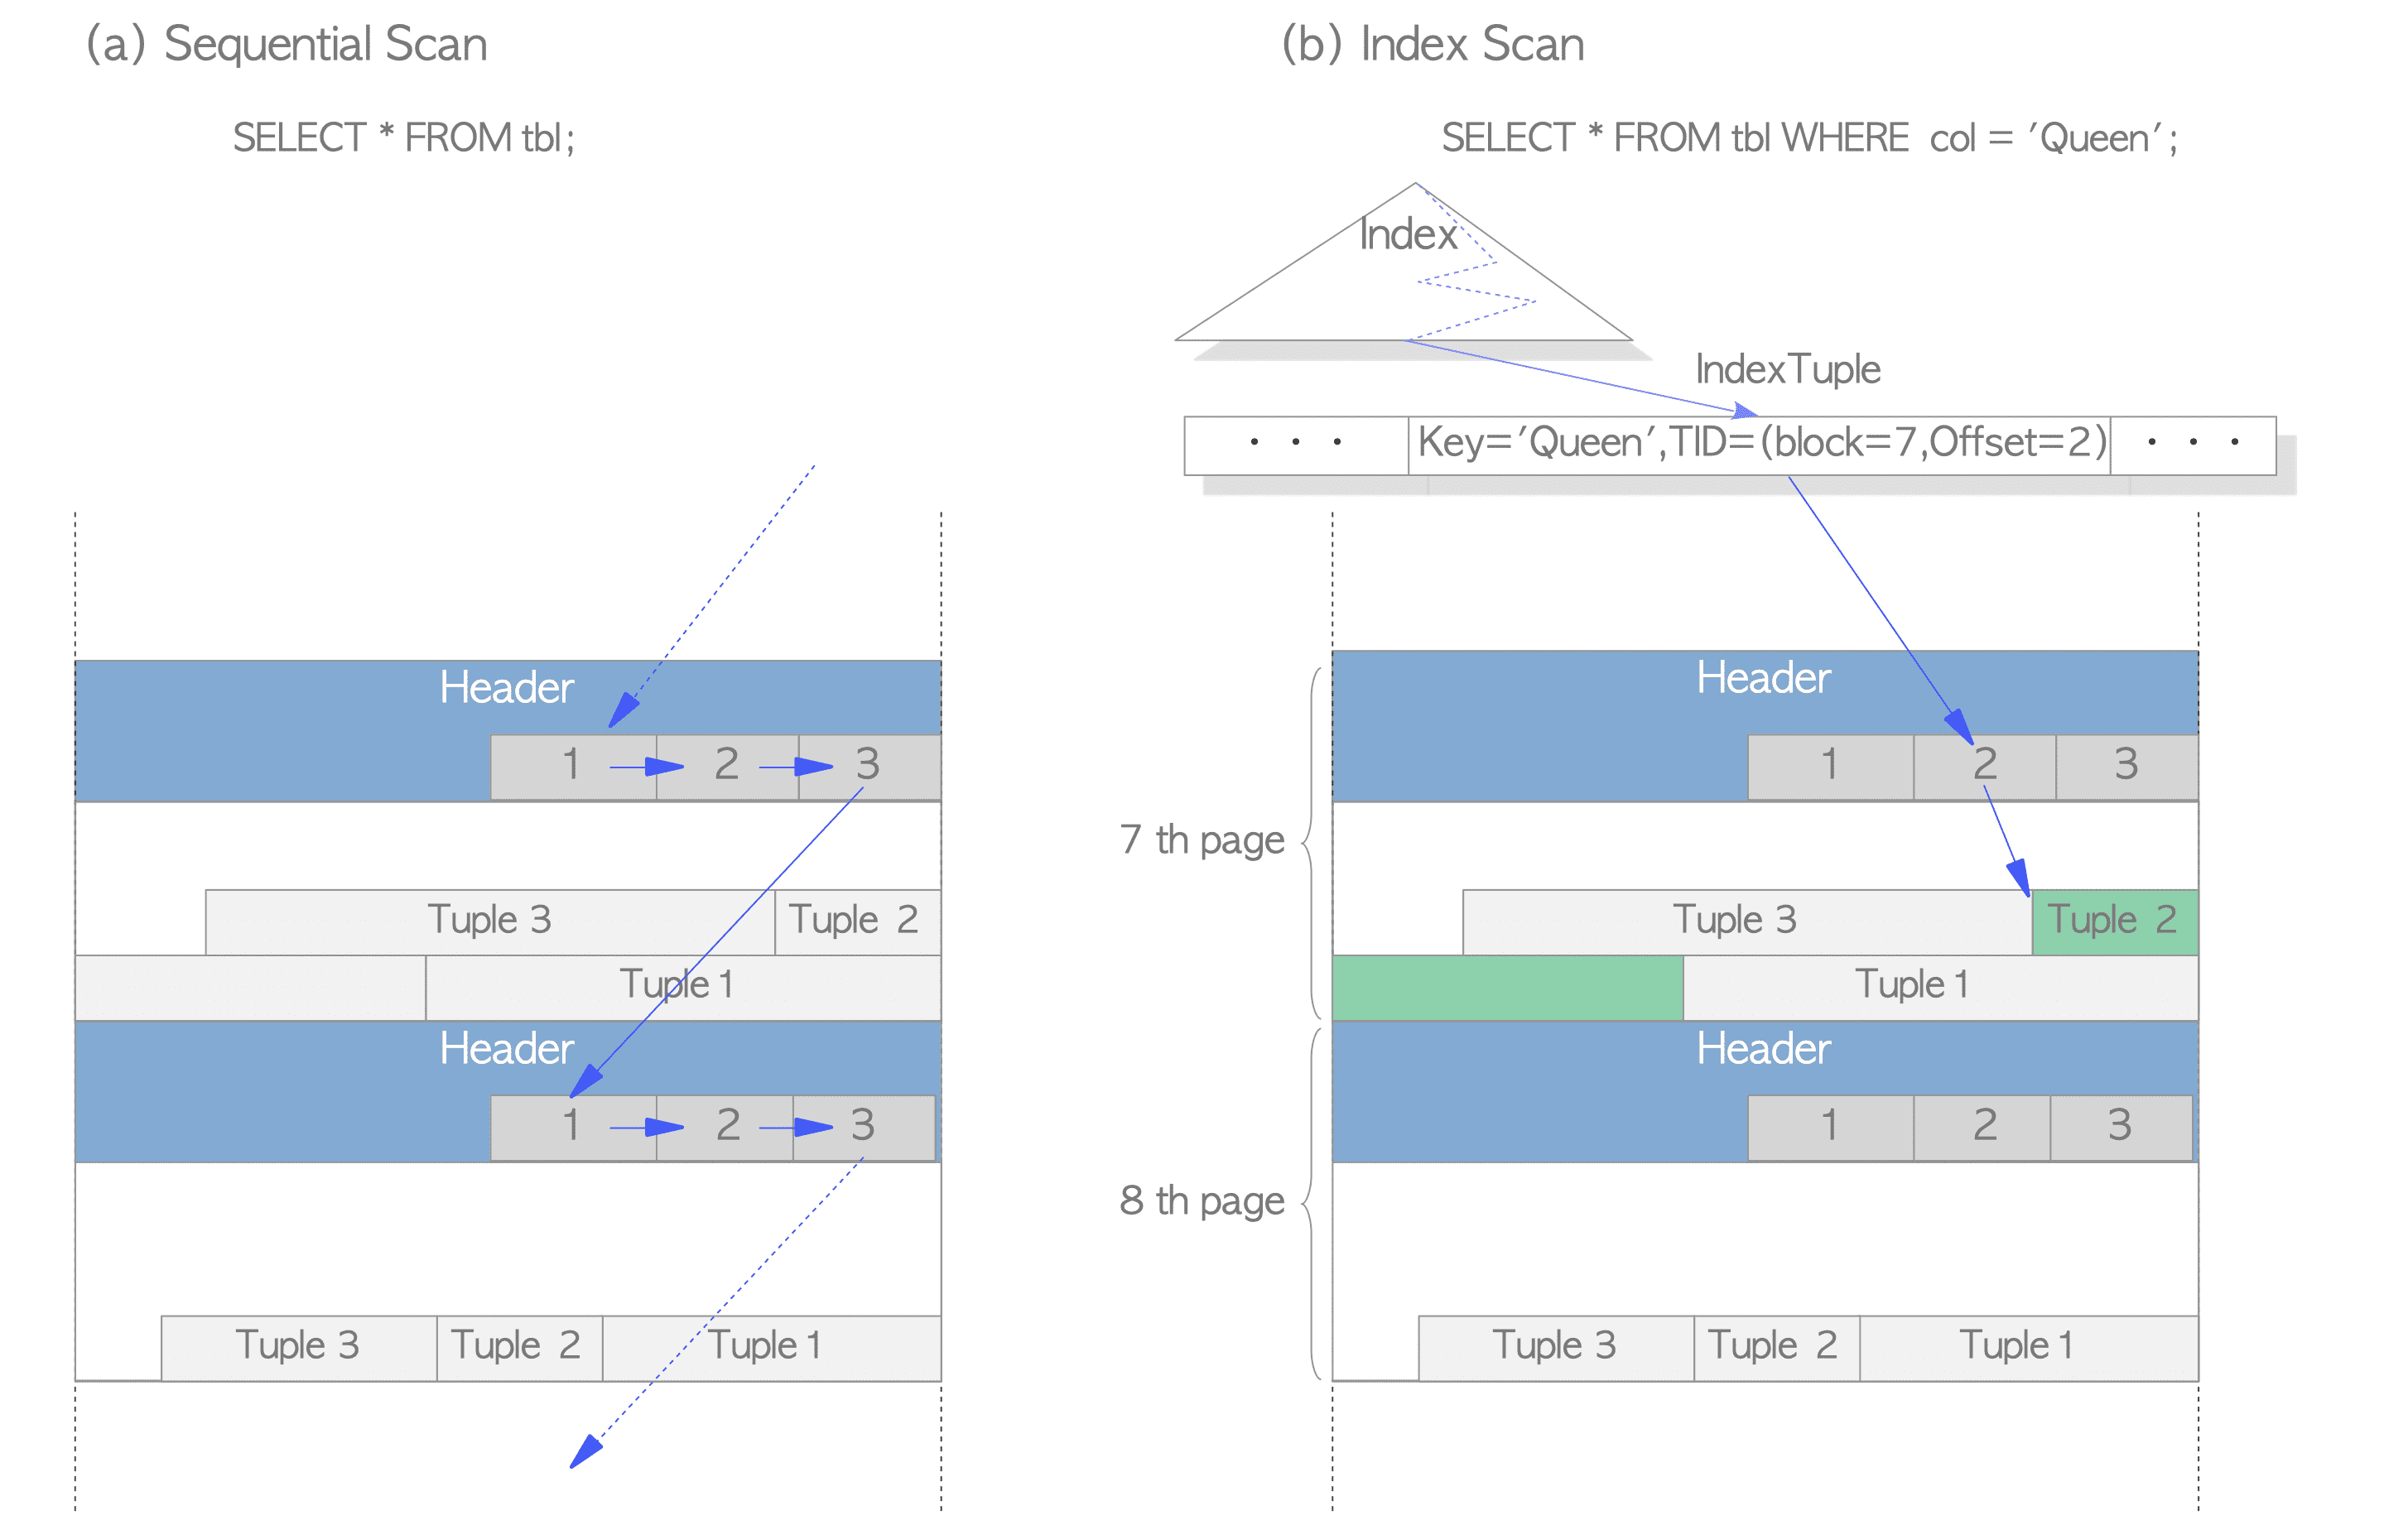 (a) Sequential Scan
SELECT * FROM tbl;
Header
1 2 3
Tuple 3 Tuple 2
Tuple 1
Header
1 2 3
Tuple 3 Tuple 2 Tuple 1
(b) Index Scan
SELECT * FROM tbl WHERE col = 'Queen';
Index
IndexTuple
• • • Key='Queen',TID=(block=7,Offset=2) • • •
7 th page
Header
1 2 3
Tuple 3 Tuple 2
Tuple 1
8 th page
Header
1 2 3
Tuple 3 Tuple 2 Tuple 1